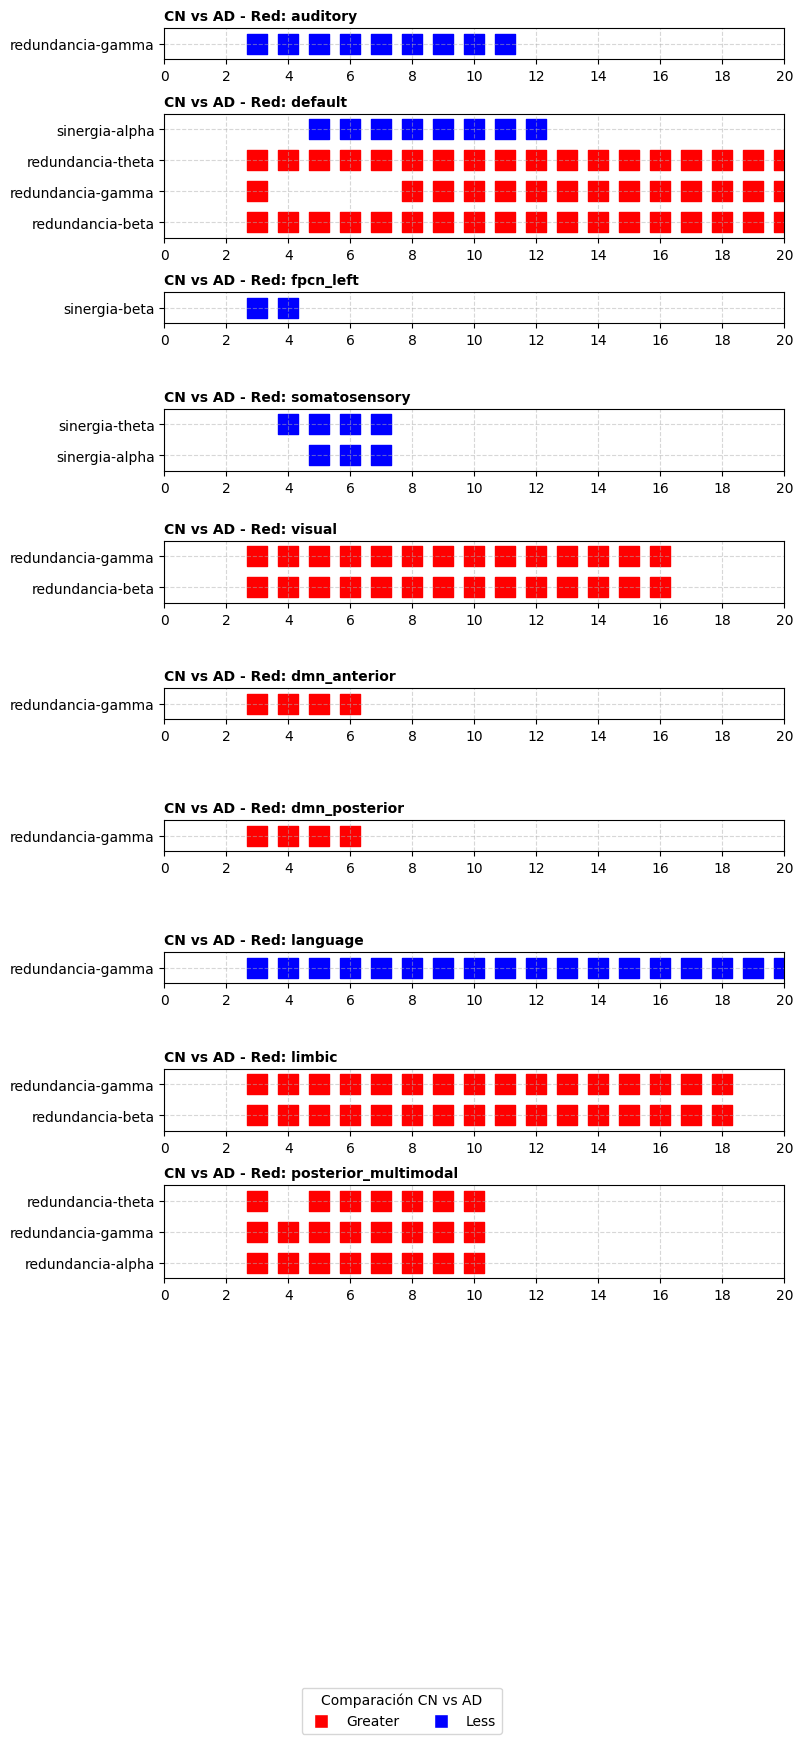 CN vs AD - Red: auditory
redundancia-gamma
0 2 4 6 8 10 12 14 16 18 20
CN vs AD - Red: default
sinergia-alpha
redundancia-theta
redundancia-gamma
redundancia-beta
0 2 4 6 8 10 12 14 16 18 20
CN vs AD - Red: fpcn_left
sinergia-beta
0 2 4 6 8 10 12 14 16 18 20
CN vs AD - Red: somatosensory
sinergia-theta
sinergia-alpha
0 2 4 6 8 10 12 14 16 18 20
CN vs AD - Red: visual
redundancia-gamma
redundancia-beta
0 2 4 6 8 10 12 14 16 18 20
CN vs AD - Red: dmn_anterior
redundancia-gamma
0 2 4 6 8 10 12 14 16 18 20
CN vs AD - Red: dmn_posterior
redundancia-gamma
0 2 4 6 8 10 12 14 16 18 20
CN vs AD - Red: language
redundancia-gamma
0 2 4 6 8 10 12 14 16 18 20
CN vs AD - Red: limbic
redundancia-gamma
redundancia-beta
0 2 4 6 8 10 12 14 16 18 20
CN vs AD - Red: posterior_multimodal
redundancia-theta
redundancia-gamma
redundancia-alpha
0 2 4 6 8 10 12 14 16 18 20
Comparación CN vs AD
Greater Less